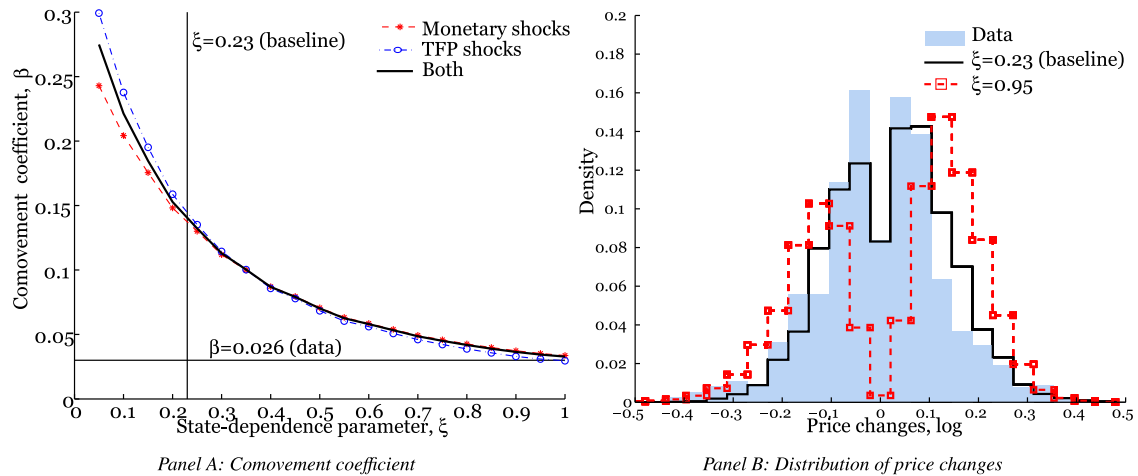 0.3
0.25
0.2
0.15
0.1
0.05
0
Comovement coefficient, β
ξ=0.23 (baseline)
Monetary shocks
TFP shocks
Both
β=0.026 (data)
0 0.1 0.2 0.3 0.4 0.5 0.6 0.7 0.8 0.9 1
State-dependence parameter, ξ
Panel A: Comovement coefficient
0.2
0.18
0.16
0.14
0.12
0.1
0.08
0.06
0.04
0.02
0
Density
Data
ξ=0.23 (baseline)
ξ=0.95
−0.5 −0.4 −0.3 −0.2 −0.1 0 0.1 0.2 0.3 0.4 0.5
Price changes, log
Panel B: Distribution of price changes